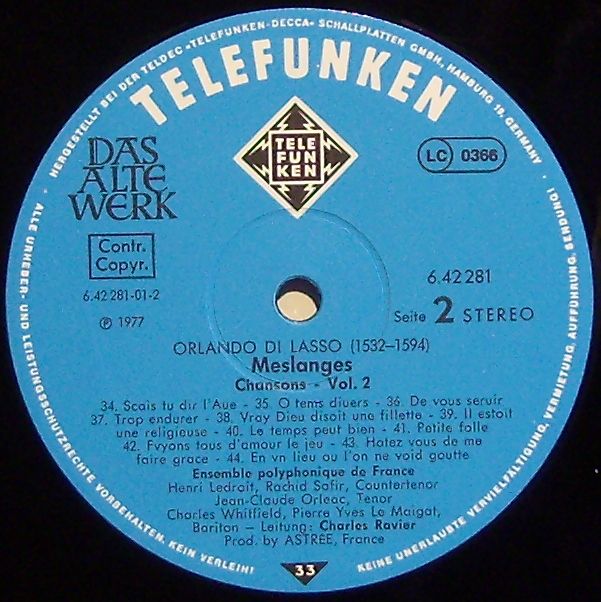 HERGESTELLT BEI DER TELDEC »TELEFUNKEN-DECCA« SCHALLPLATTEN GMBH, HAMBURG 19, GERMANY
TELEFUNKEN
TELE
FUN
KEN
DAS
ALTE
WERK
LC 0366
Contr.
Copyr.
6.42281-01-2
℗ 1977
6.42281
Seite 2 STEREO
ORLANDO DI LASSO (1532–1594)
Meslanges
Chansons - Vol. 2
34. Scais tu dir l'Aue - 35. O tems diuers - 36. De vous seruir
37. Trop endurer - 38. Vray Dieu disoit une fillette - 39. Il estoit
une religieuse - 40. Le temps peut bien - 41. Petite folle
42. Fvyons tous d'amour le jeu - 43. Hatez vous de me
faire grace - 44. En vn lieu ou l'on ne void goutte
Ensemble polyphonique de France
Henri Ledroit, Rachid Safir, Countertenor
Jean-Claude Orleac, Tenor
Charles Whitfield, Pierre Yves Le Maigat,
Bariton – Leitung: Charles Ravier
Prod. by ASTRÉE, France
33
ALLE URHEBER- UND LEISTUNGSSCHUTZRECHTE VORBEHALTEN. KEIN VERLEIH!
KEINE UNERLAUBTE VERVIELFÄLTIGUNG, VERMIETUNG, AUFFÜHRUNG, SENDUNG!